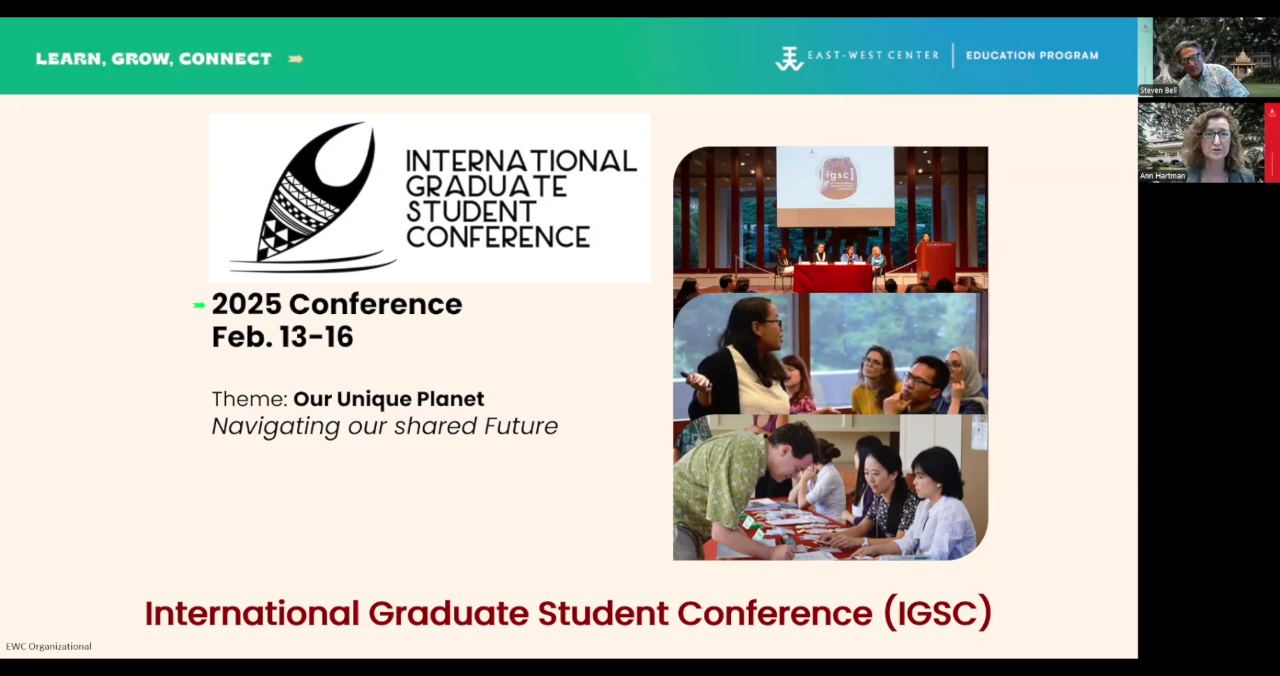 LEARN, GROW, CONNECT
EAST-WEST CENTER
EDUCATION PROGRAM
INTERNATIONAL
GRADUATE
STUDENT
CONFERENCE
[igsc]
2025 Conference
Feb. 13-16
Theme: Our Unique Planet
Navigating our shared Future
International Graduate Student Conference (IGSC)
EWC Organizational
Steven Bell
Ann Hartman